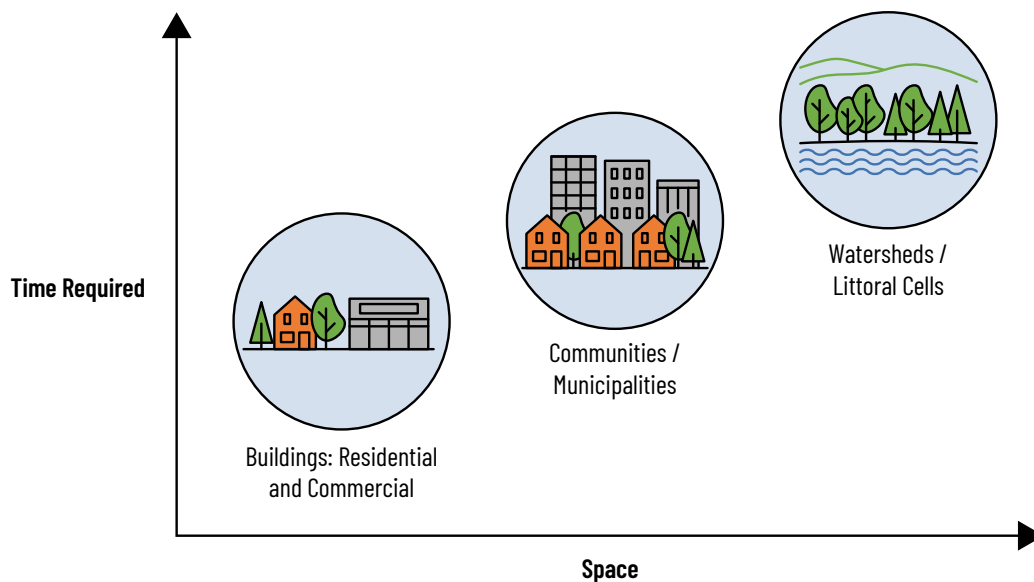 Watersheds /
Littoral Cells
Time Required
Communities /
Municipalities
Buildings: Residential
and Commercial
Space